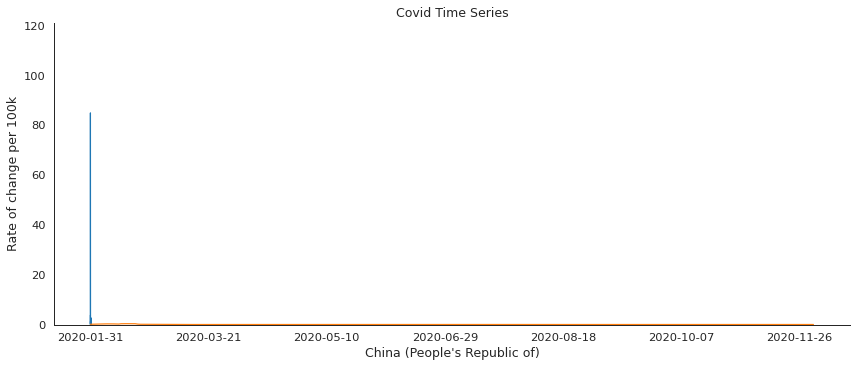 Covid Time Series
Rate of change per 100k
120
100
80
60
40
20
0
2020-01-31 2020-03-21 2020-05-10 2020-06-29 2020-08-18 2020-10-07 2020-11-26
China (People's Republic of)